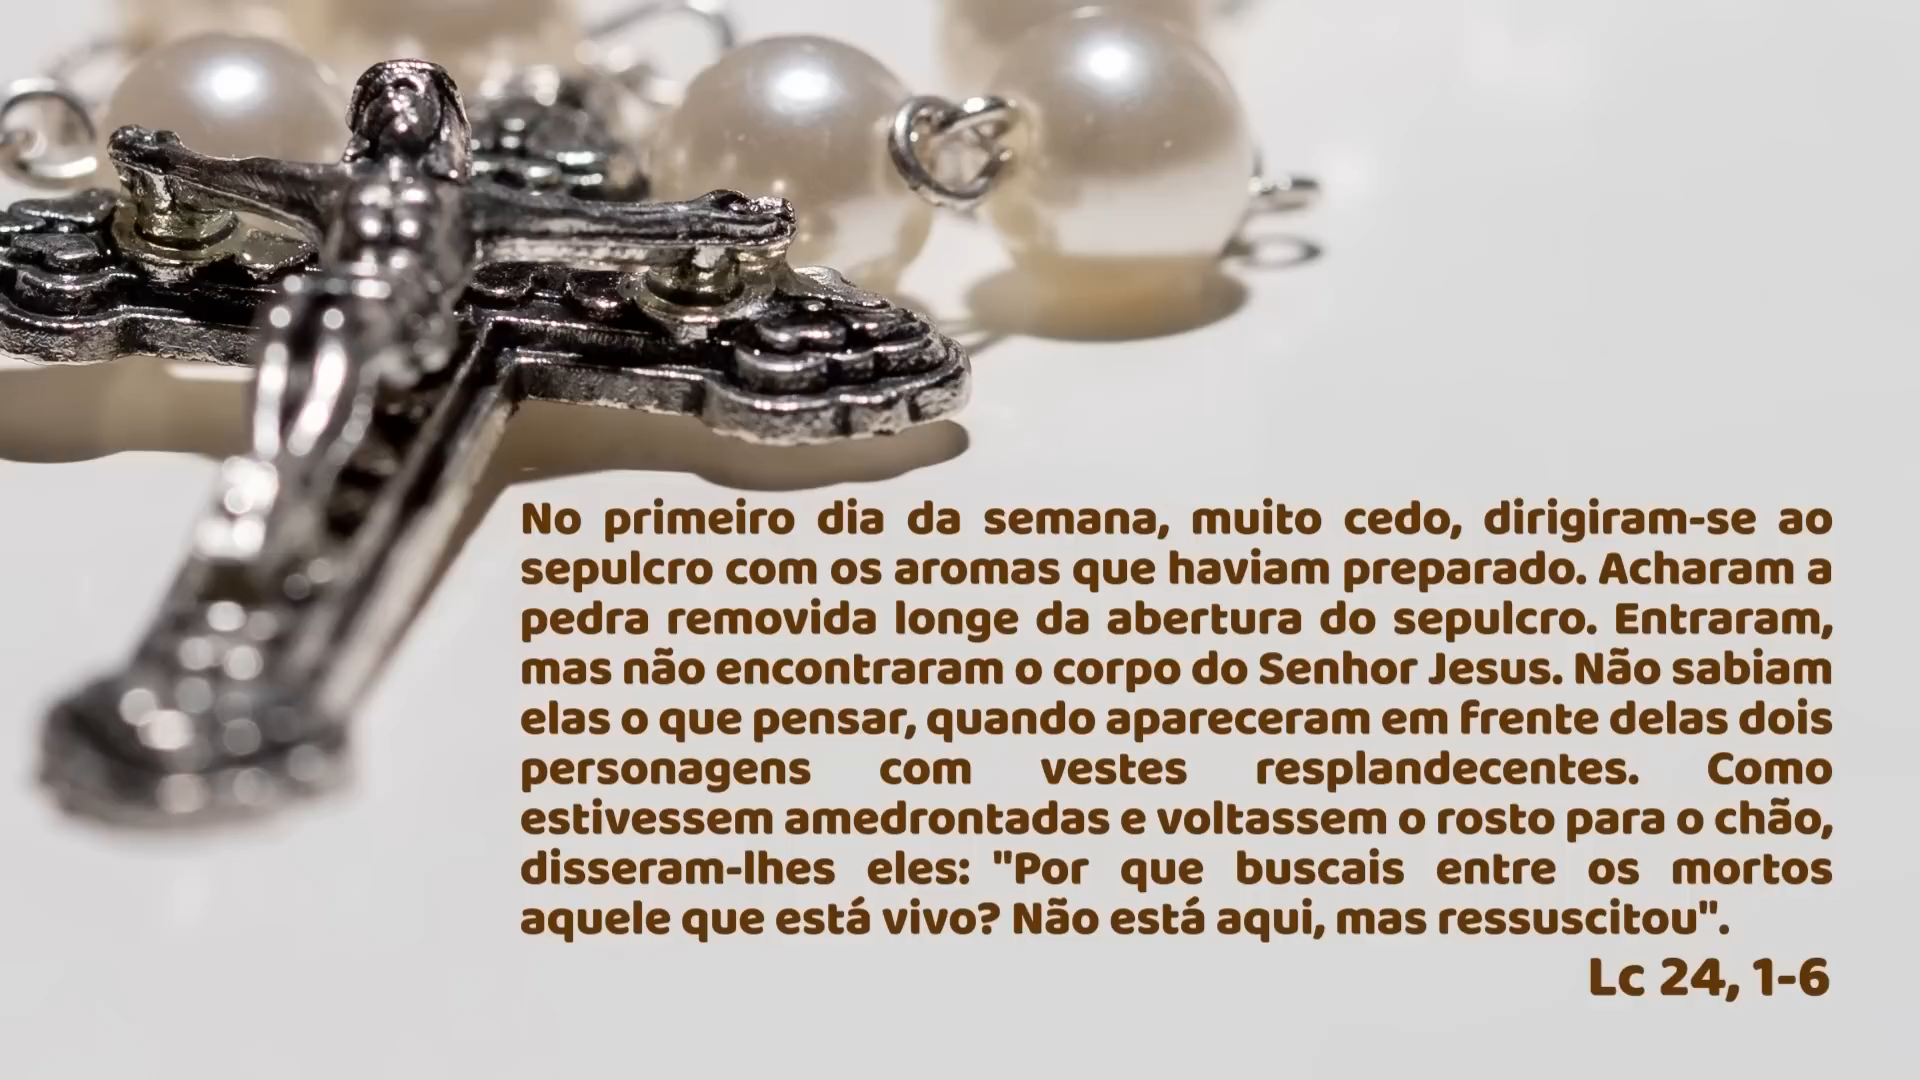 No primeiro dia da semana, muito cedo, dirigiram-se ao
sepulcro com os aromas que haviam preparado. Acharam a
pedra removida longe da abertura do sepulcro. Entraram,
mas não encontraram o corpo do Senhor Jesus. Não sabiam
elas o que pensar, quando apareceram em frente delas dois
personagens com vestes resplandecentes. Como
estivessem amedrontadas e voltassem o rosto para o chão,
disseram-lhes eles: "Por que buscais entre os mortos
aquele que está vivo? Não está aqui, mas ressuscitou".
Lc 24, 1-6